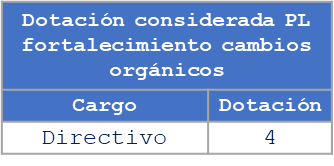 Dotación considerada PL
fortalecimiento cambios
orgánicos
Cargo Dotación
Directivo 4